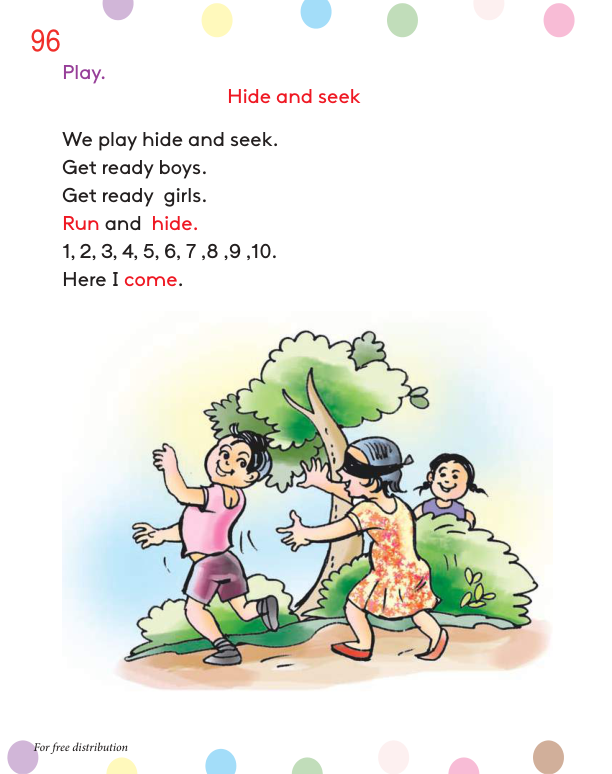 96
Play.
Hide and seek
We play hide and seek.
Get ready boys.
Get ready  girls.
Run and  hide.
1, 2, 3, 4, 5, 6, 7 ,8 ,9 ,10.
Here I come.
For free distribution